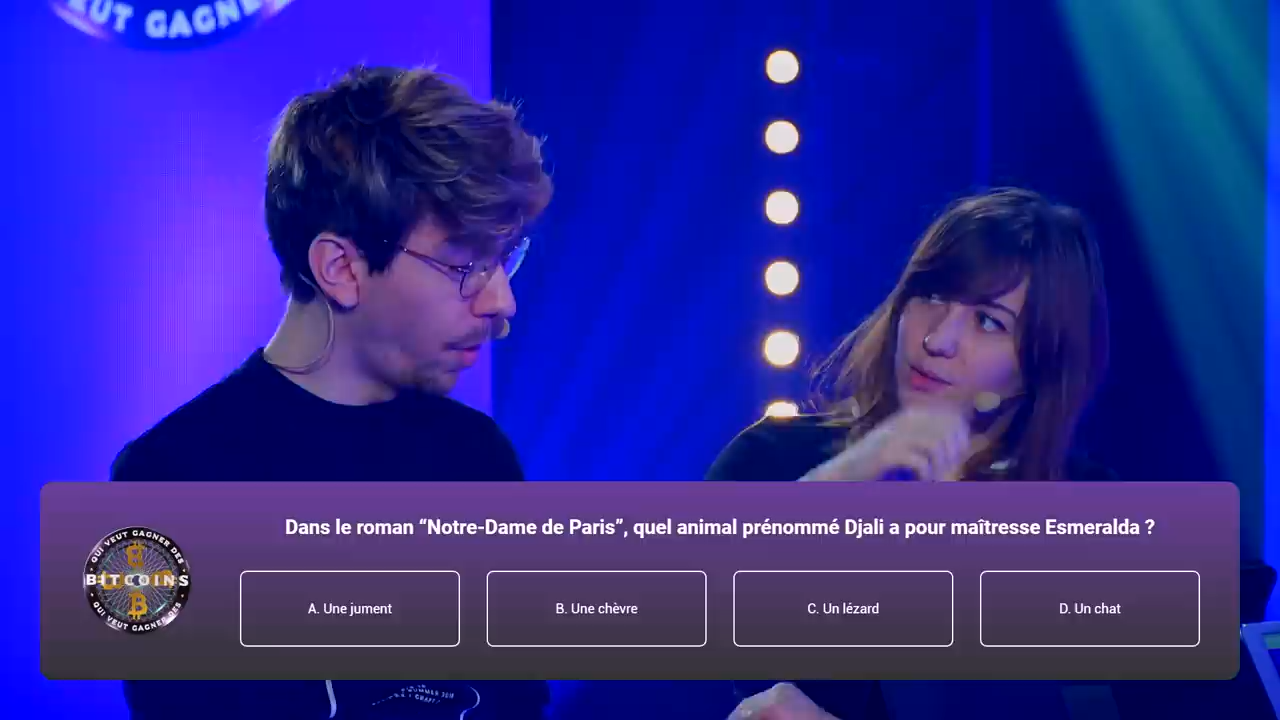 EUT GAGNE
Dans le roman “Notre-Dame de Paris”, quel animal prénommé Djali a pour maîtresse Esmeralda ?
QUI VEUT GAGNER DES
BITCOINS
QUI VEUT GAGNER DES
A. Une jument
B. Une chèvre
C. Un lézard
D. Un chat